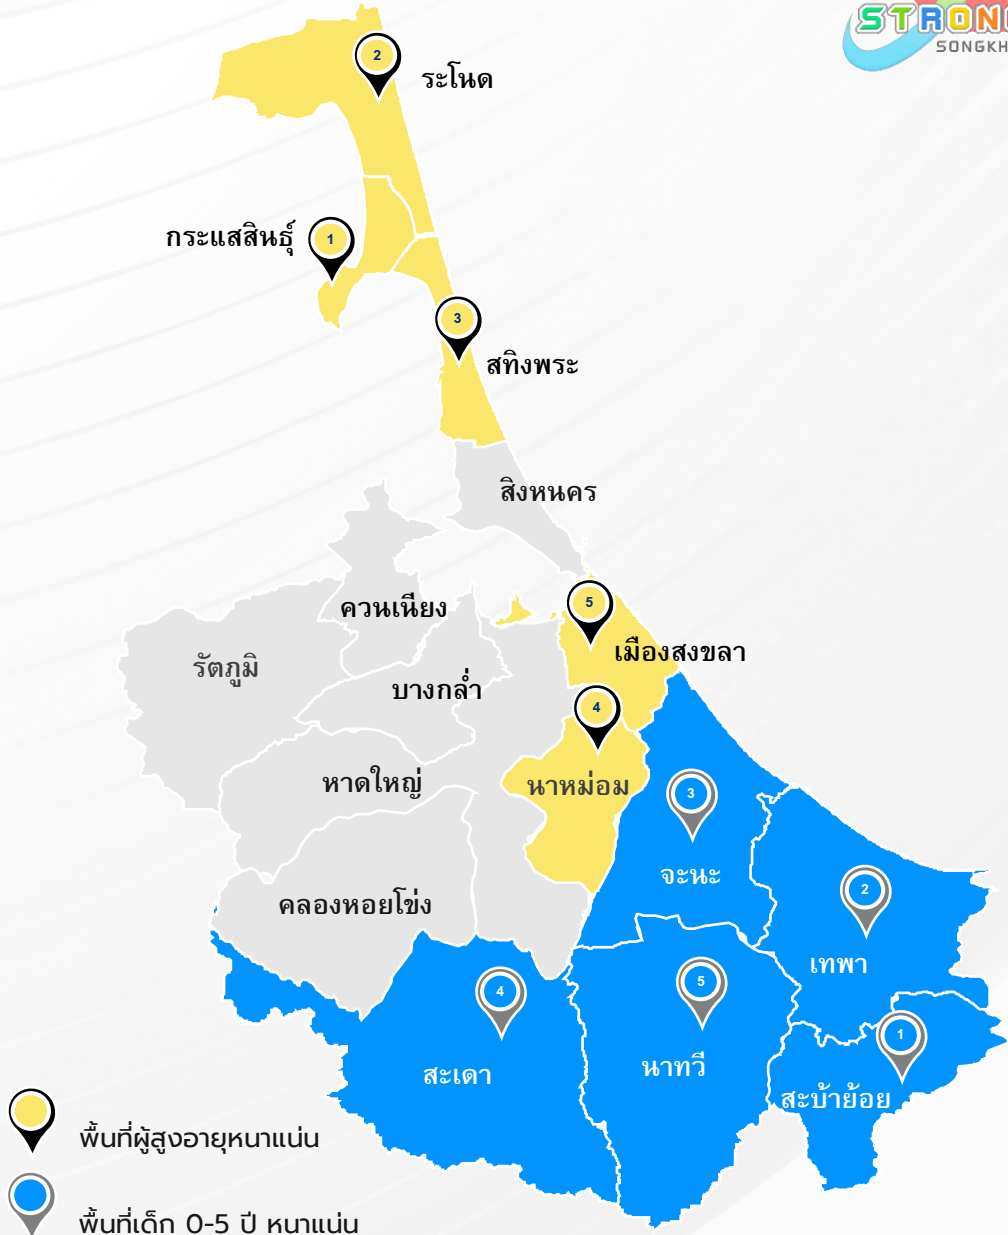 STRON
SONGKH
2
ระโนด
กระแสสินธุ์
1
3
สทิงพระ
สิงหนคร
5
ควนเนียง
เมืองสงขลา
รัตภูมิ
บางกล่ำ
4
หาดใหญ่
นาหม่อม
3
จะนะ
2
คลองหอยโข่ง
เทพา
4
5
1
สะเดา
นาทวี
สะบ้าย้อย
พื้นที่ผู้สูงอายุหนาแน่น
พื้นที่เด็ก 0-5 ปี หนาแน่น